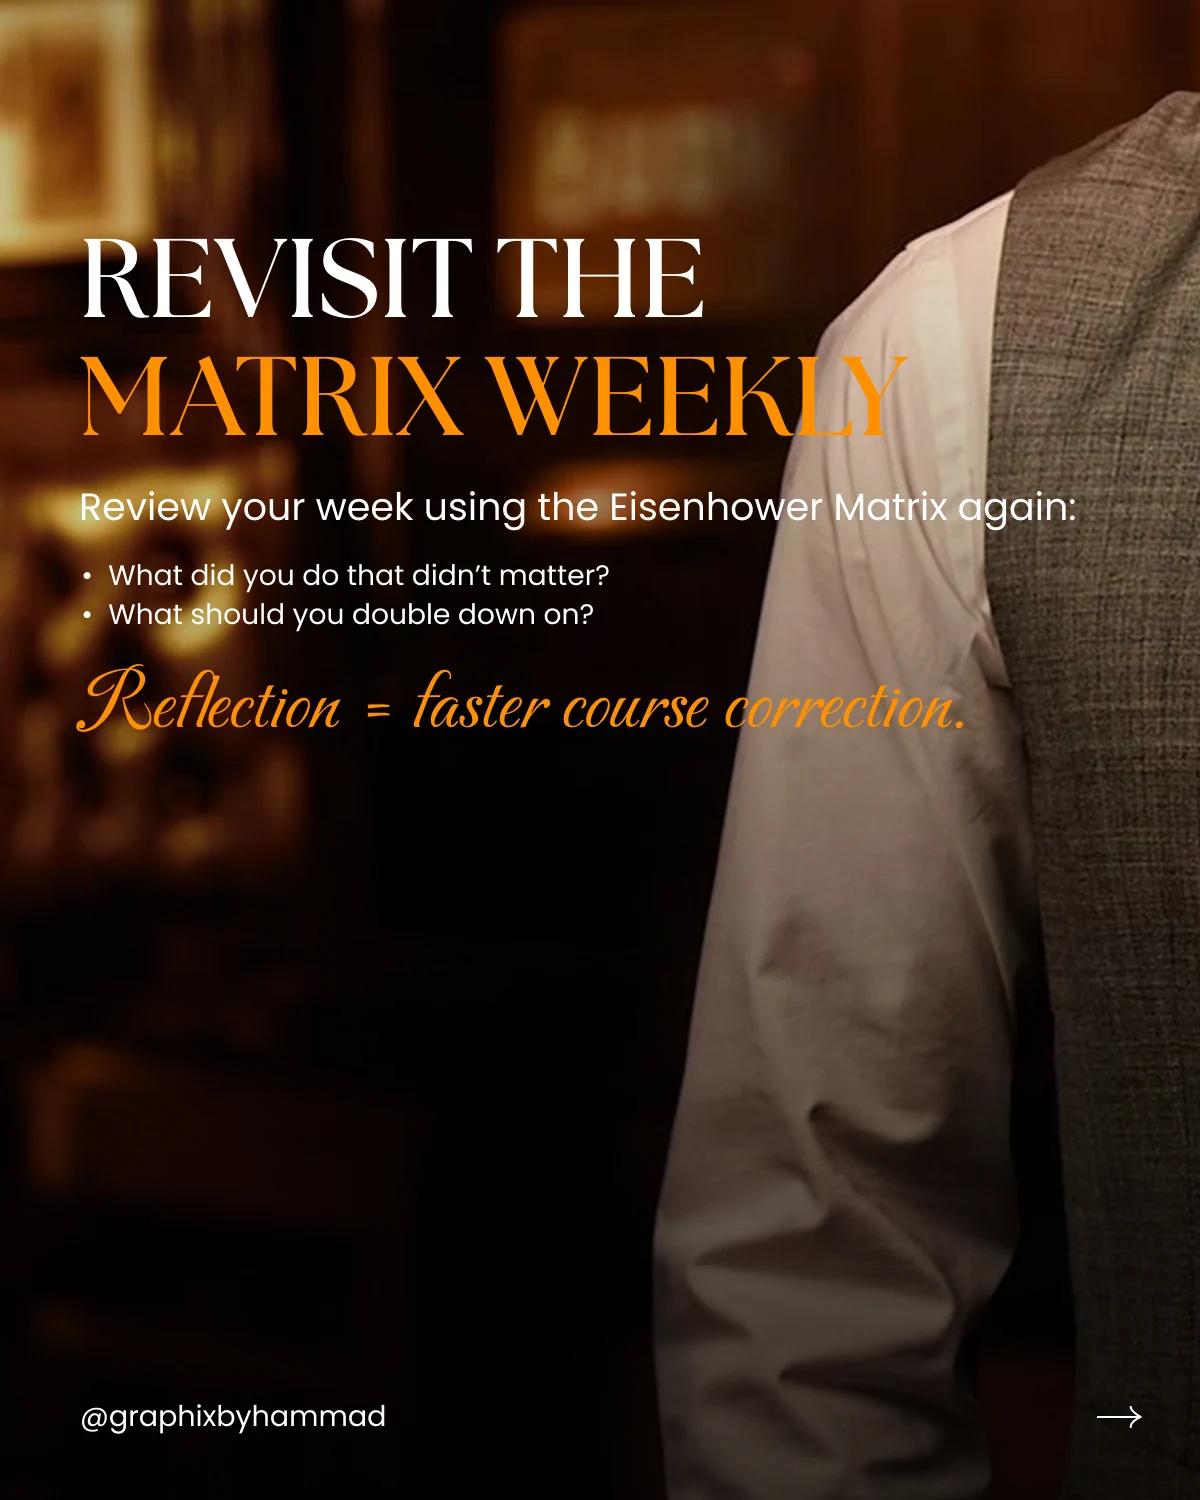 REVISIT THE
MATRIX WEEKLY
Review your week using the Eisenhower Matrix again:
• What did you do that didn’t matter?
• What should you double down on?
Reflection = faster course correction.
@graphixbyhammad